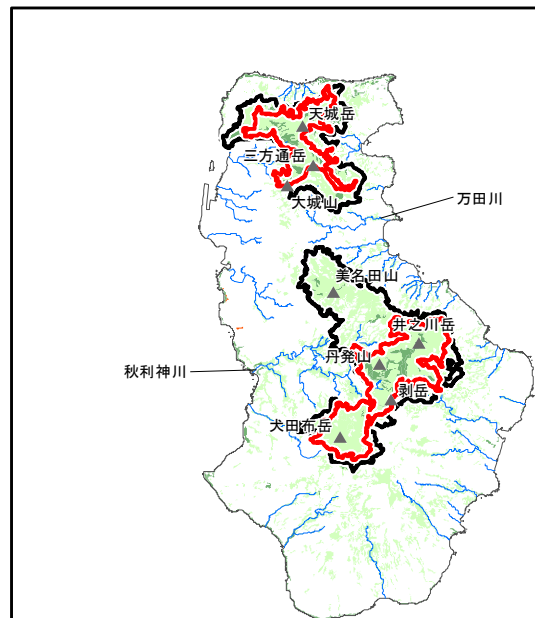 天城岳
三方通岳
大城山
万田川
美名田山
井之川岳
丹発山
秋利神川
剥岳
犬田布岳